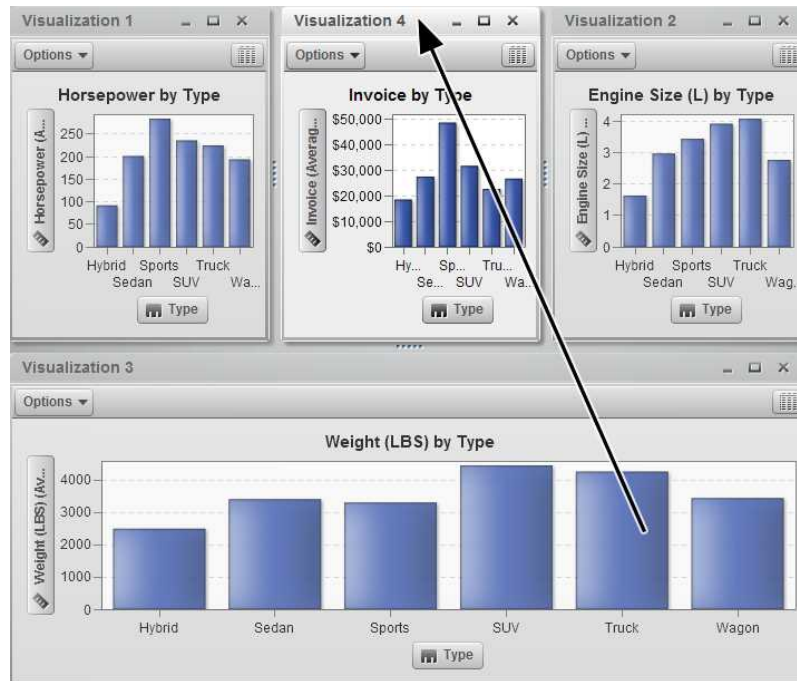 Visualization 1
Options
Horsepower by Type
Horsepower (A...
250
200
150
100
50
0
Hybrid Sports Truck
Sedan SUV Wa...
Type
Visualization 4
Options
Invoice by Type
Invoice (Averag...
$50,000
$40,000
$30,000
$20,000
$10,000
$0
Hy... Sp... Tru...
Se... SUV Wa...
Type
Visualization 2
Options
Engine Size (L) by Type
Engine Size (L) ...
4
3
2
1
0
Hybrid Sports Truck
Sedan SUV Wag.
Type
Visualization 3
Options
Weight (LBS) by Type
Weight (LBS) (Av...
4000
3000
2000
1000
0
Hybrid Sedan Sports SUV Truck Wagon
Type